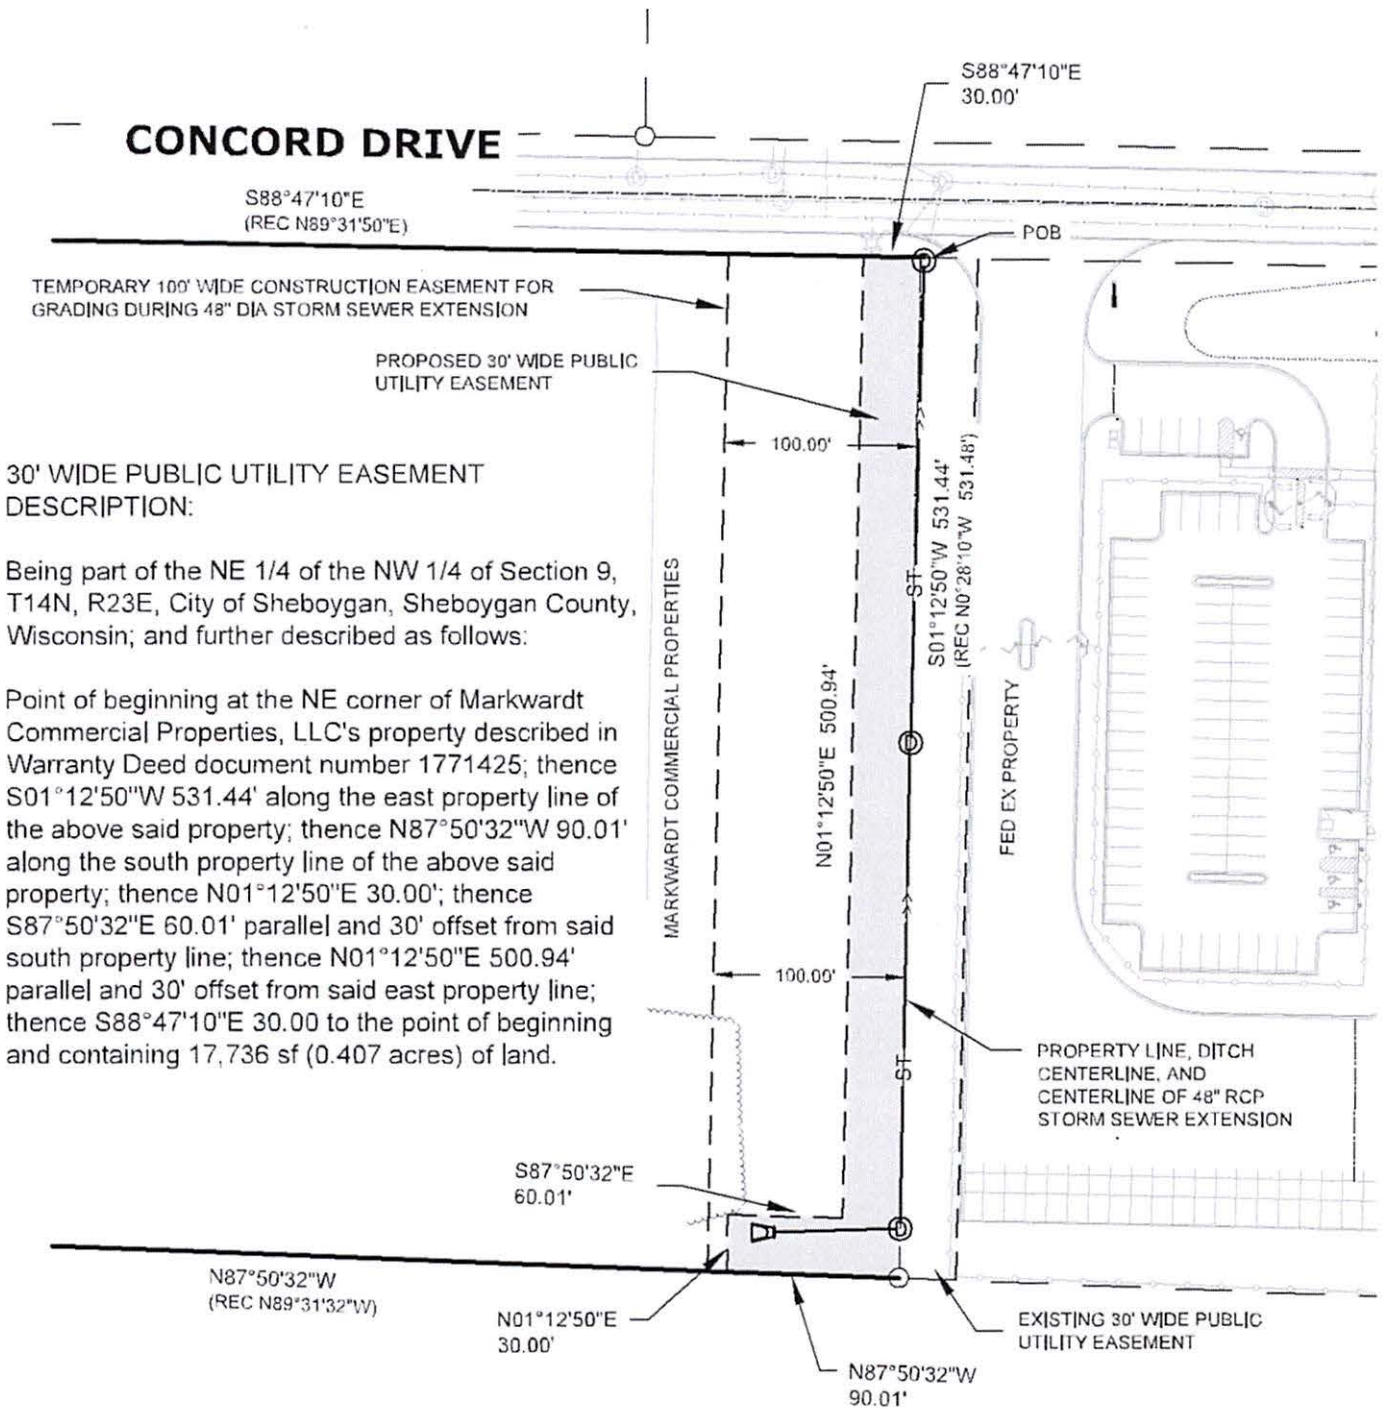 S88°47'10"E
30.00'
CONCORD DRIVE
S88°47'10"E
(REC N89°31'50"E)
POB
D
TEMPORARY 100' WIDE CONSTRUCTION EASEMENT FOR
GRADING DURING 48" DIA STORM SEWER EXTENSION
PROPOSED 30' WIDE PUBLIC
UTILITY EASEMENT
100.00'
30' WIDE PUBLIC UTILITY EASEMENT
DESCRIPTION:
Being part of the NE 1/4 of the NW 1/4 of Section 9,
T14N, R23E, City of Sheboygan, Sheboygan County,
Wisconsin; and further described as follows:
Point of beginning at the NE corner of Markwardt
Commercial Properties, LLC's property described in
Warranty Deed document number 1771425; thence
S01°12'50"W 531.44' along the east property line of
the above said property; thence N87°50'32"W 90.01'
along the south property line of the above said
property; thence N01°12'50"E 30.00'; thence
S87°50'32"E 60.01' parallel and 30' offset from said
south property line; thence N01°12'50"E 500.94'
parallel and 30' offset from said east property line;
thence S88°47'10"E 30.00 to the point of beginning
and containing 17,736 sf (0.407 acres) of land.
MARKWARDT COMMERCIAL PROPERTIES
N01°12'50"E 500.94'
ST
S01°12'50"W 531.44'
(REC N0°28'10"W 531.48')
D
FED EX PROPERTY
100.00'
ST
PROPERTY LINE, DITCH
CENTERLINE, AND
CENTERLINE OF 48" RCP
STORM SEWER EXTENSION
S87°50'32"E
60.01'
D
N87°50'32"W
(REC N89°31'32"W)
N01°12'50"E
30.00'
EXISTING 30' WIDE PUBLIC
UTILITY EASEMENT
N87°50'32"W
90.01'